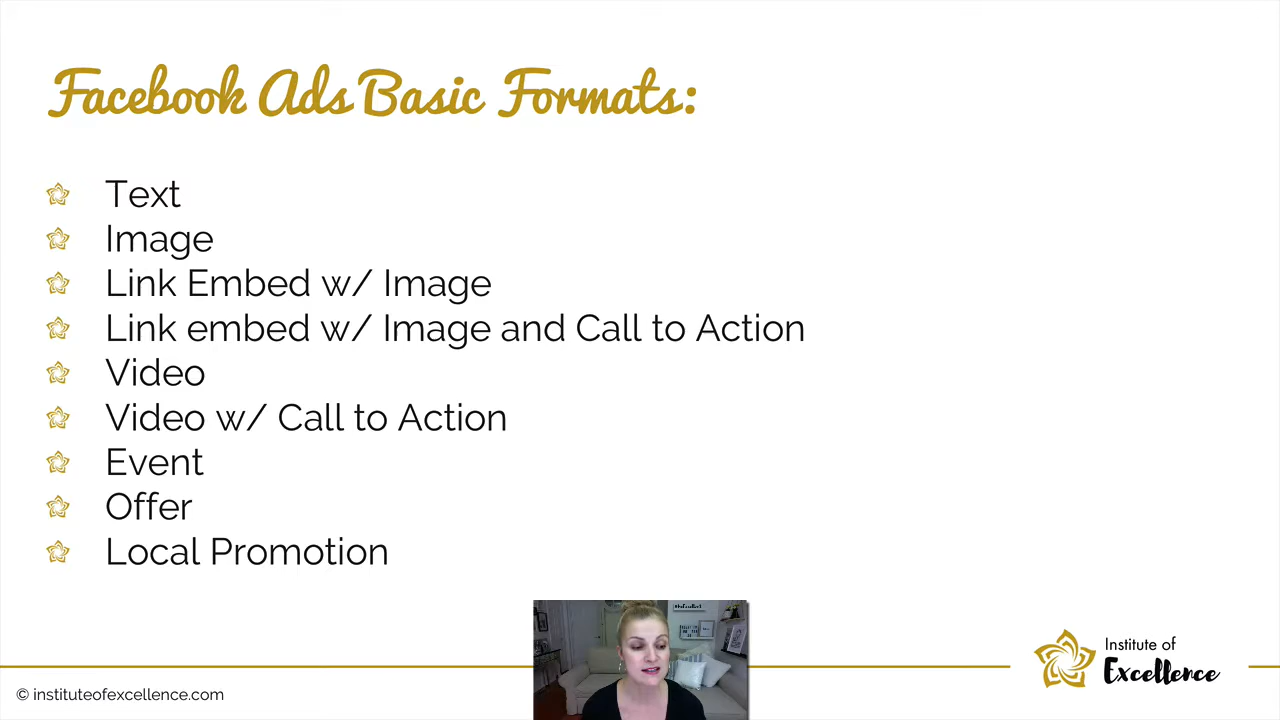 Facebook Ads Basic Formats:
Text
Image
Link Embed w/ Image
Link embed w/ Image and Call to Action
Video
Video w/ Call to Action
Event
Offer
Local Promotion
© instituteofexcellence.com
Institute of
Excellence